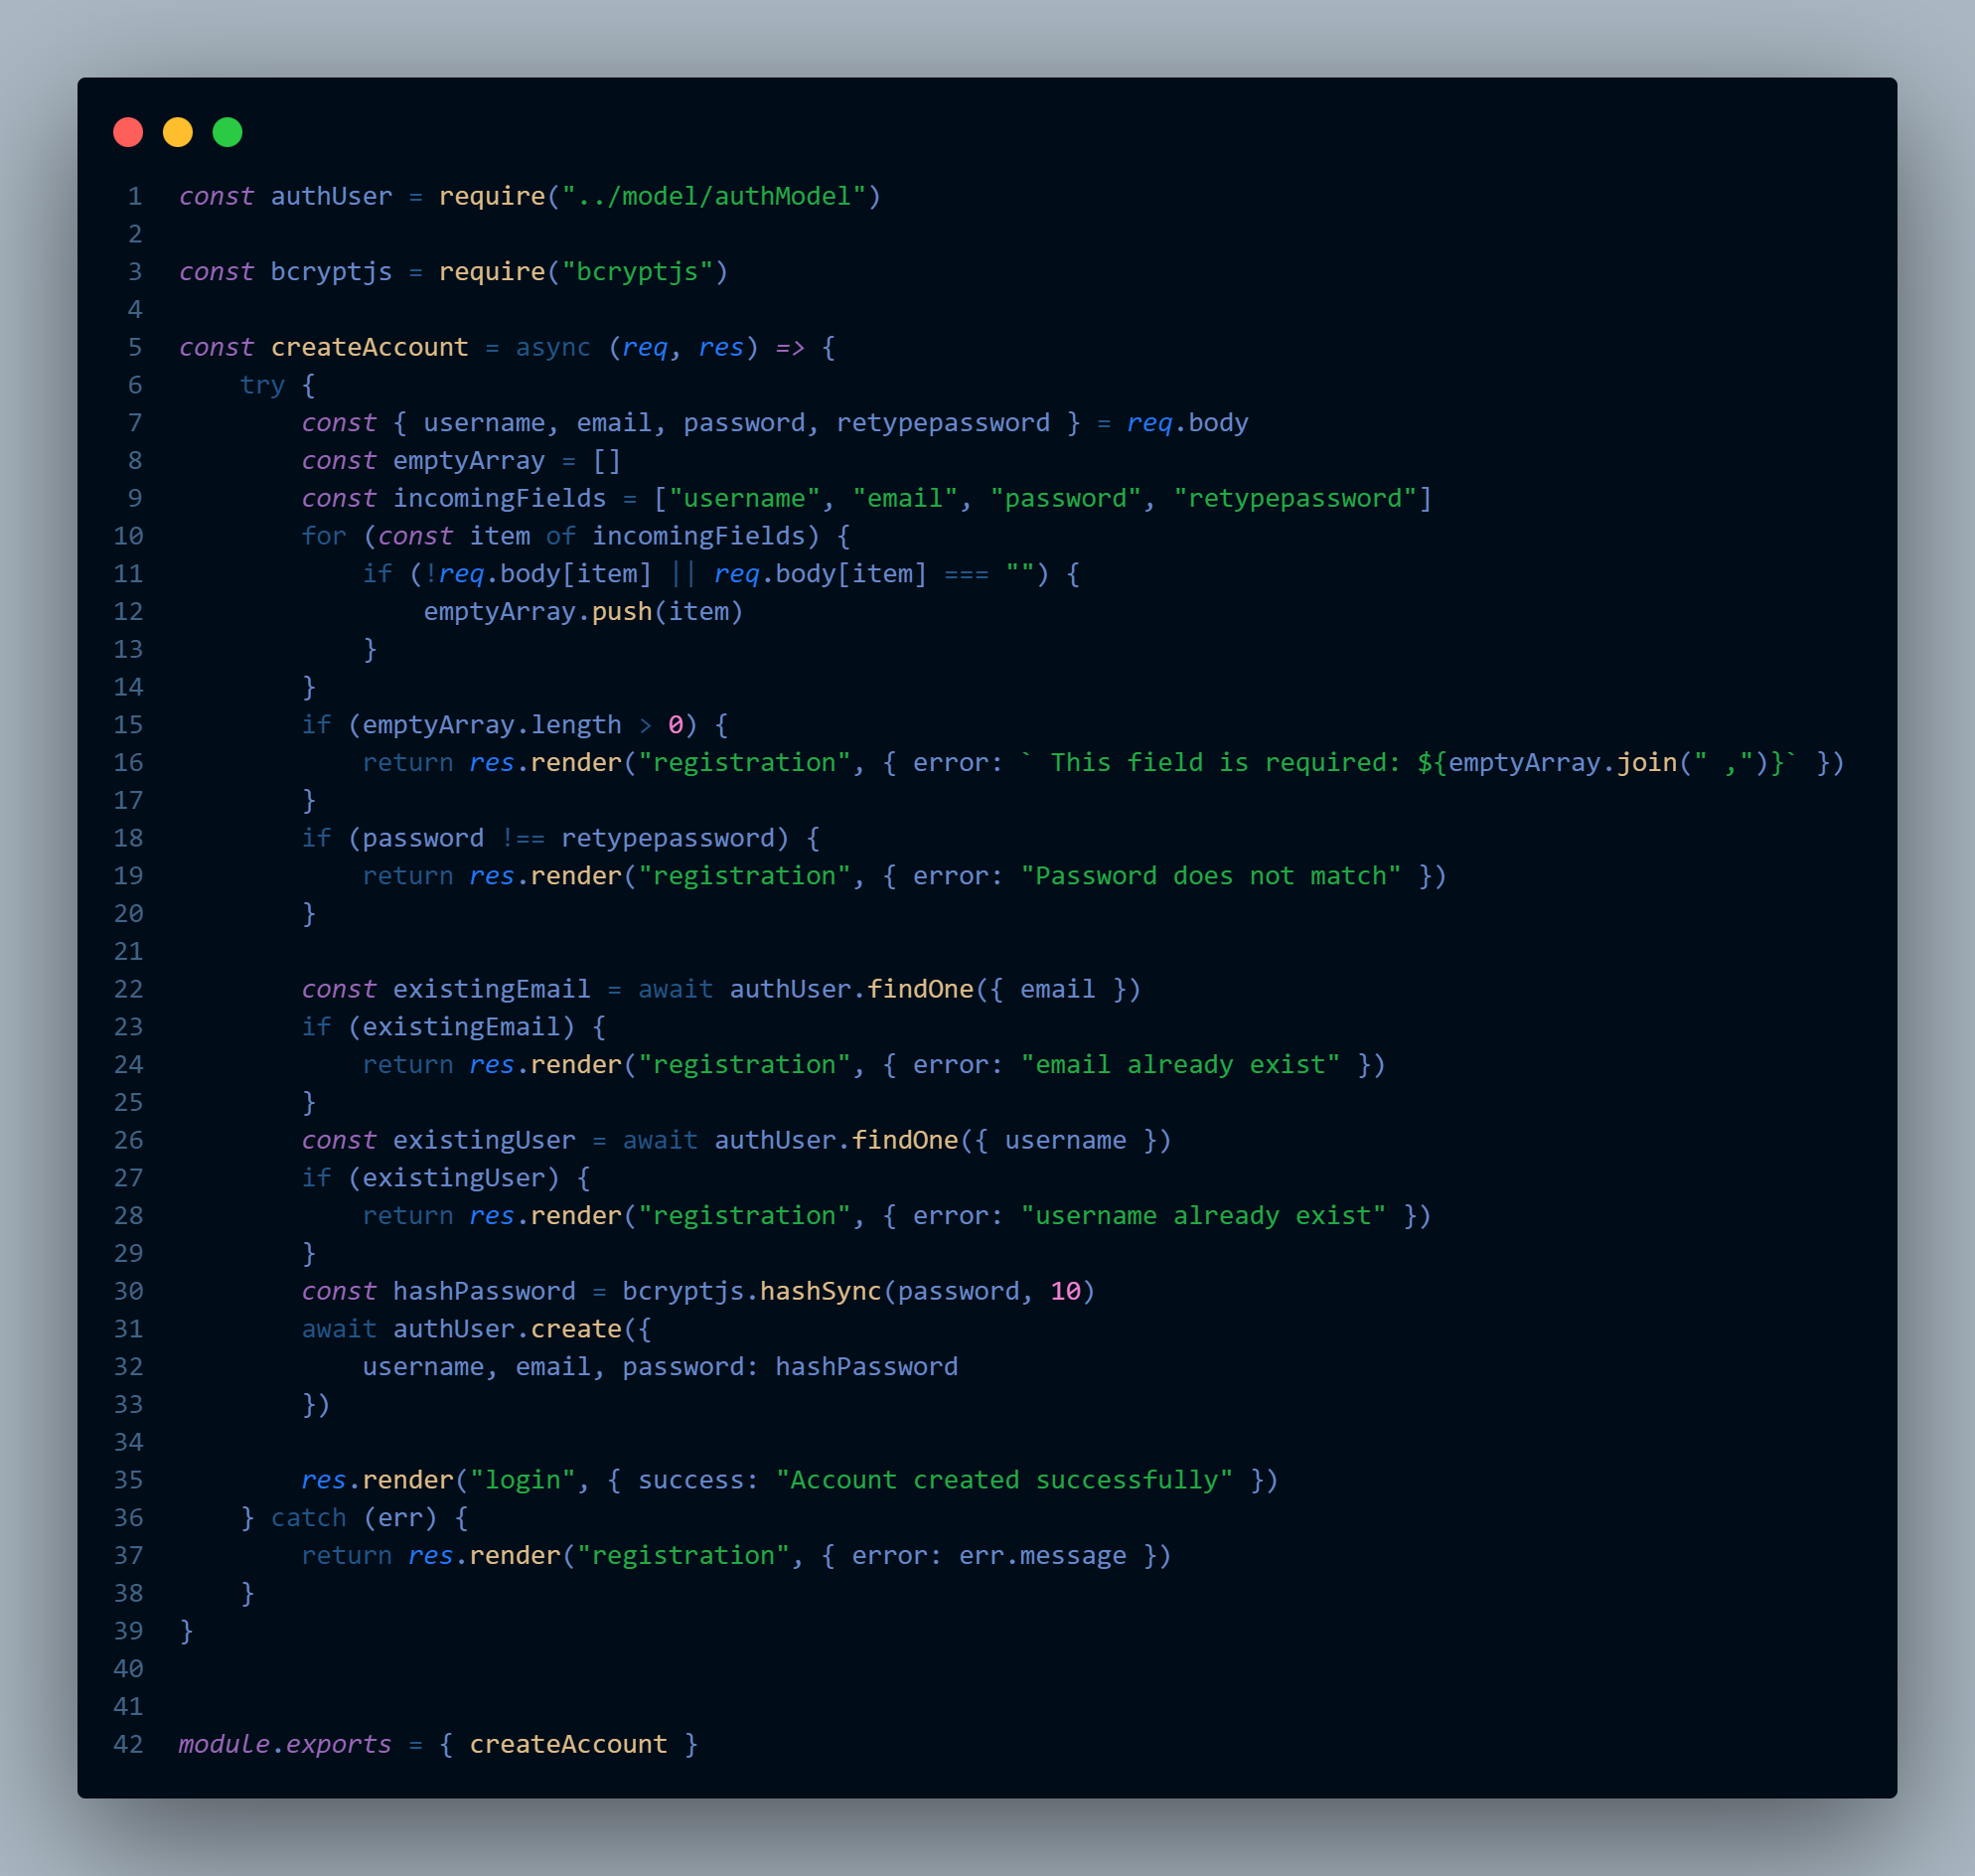 1 const authUser = require("../model/authModel")
2
3 const bcryptjs = require("bcryptjs")
4
5 const createAccount = async (req, res) => {
6     try {
7         const { username, email, password, retypepassword } = req.body
8         const emptyArray = []
9         const incomingFields = ["username", "email", "password", "retypepassword"]
10         for (const item of incomingFields) {
11             if (!req.body[item] || req.body[item] === "") {
12                 emptyArray.push(item)
13             }
14         }
15         if (emptyArray.length > 0) {
16             return res.render("registration", { error: ` This field is required: ${emptyArray.join(" ,")}` })
17         }
18         if (password !== retypepassword) {
19             return res.render("registration", { error: "Password does not match" })
20         }
21
22         const existingEmail = await authUser.findOne({ email })
23         if (existingEmail) {
24             return res.render("registration", { error: "email already exist" })
25         }
26         const existingUser = await authUser.findOne({ username })
27         if (existingUser) {
28             return res.render("registration", { error: "username already exist" })
29         }
30         const hashPassword = bcryptjs.hashSync(password, 10)
31         await authUser.create({
32             username, email, password: hashPassword
33         })
34
35         res.render("login", { success: "Account created successfully" })
36     } catch (err) {
37         return res.render("registration", { error: err.message })
38     }
39 }
40
41
42 module.exports = { createAccount }